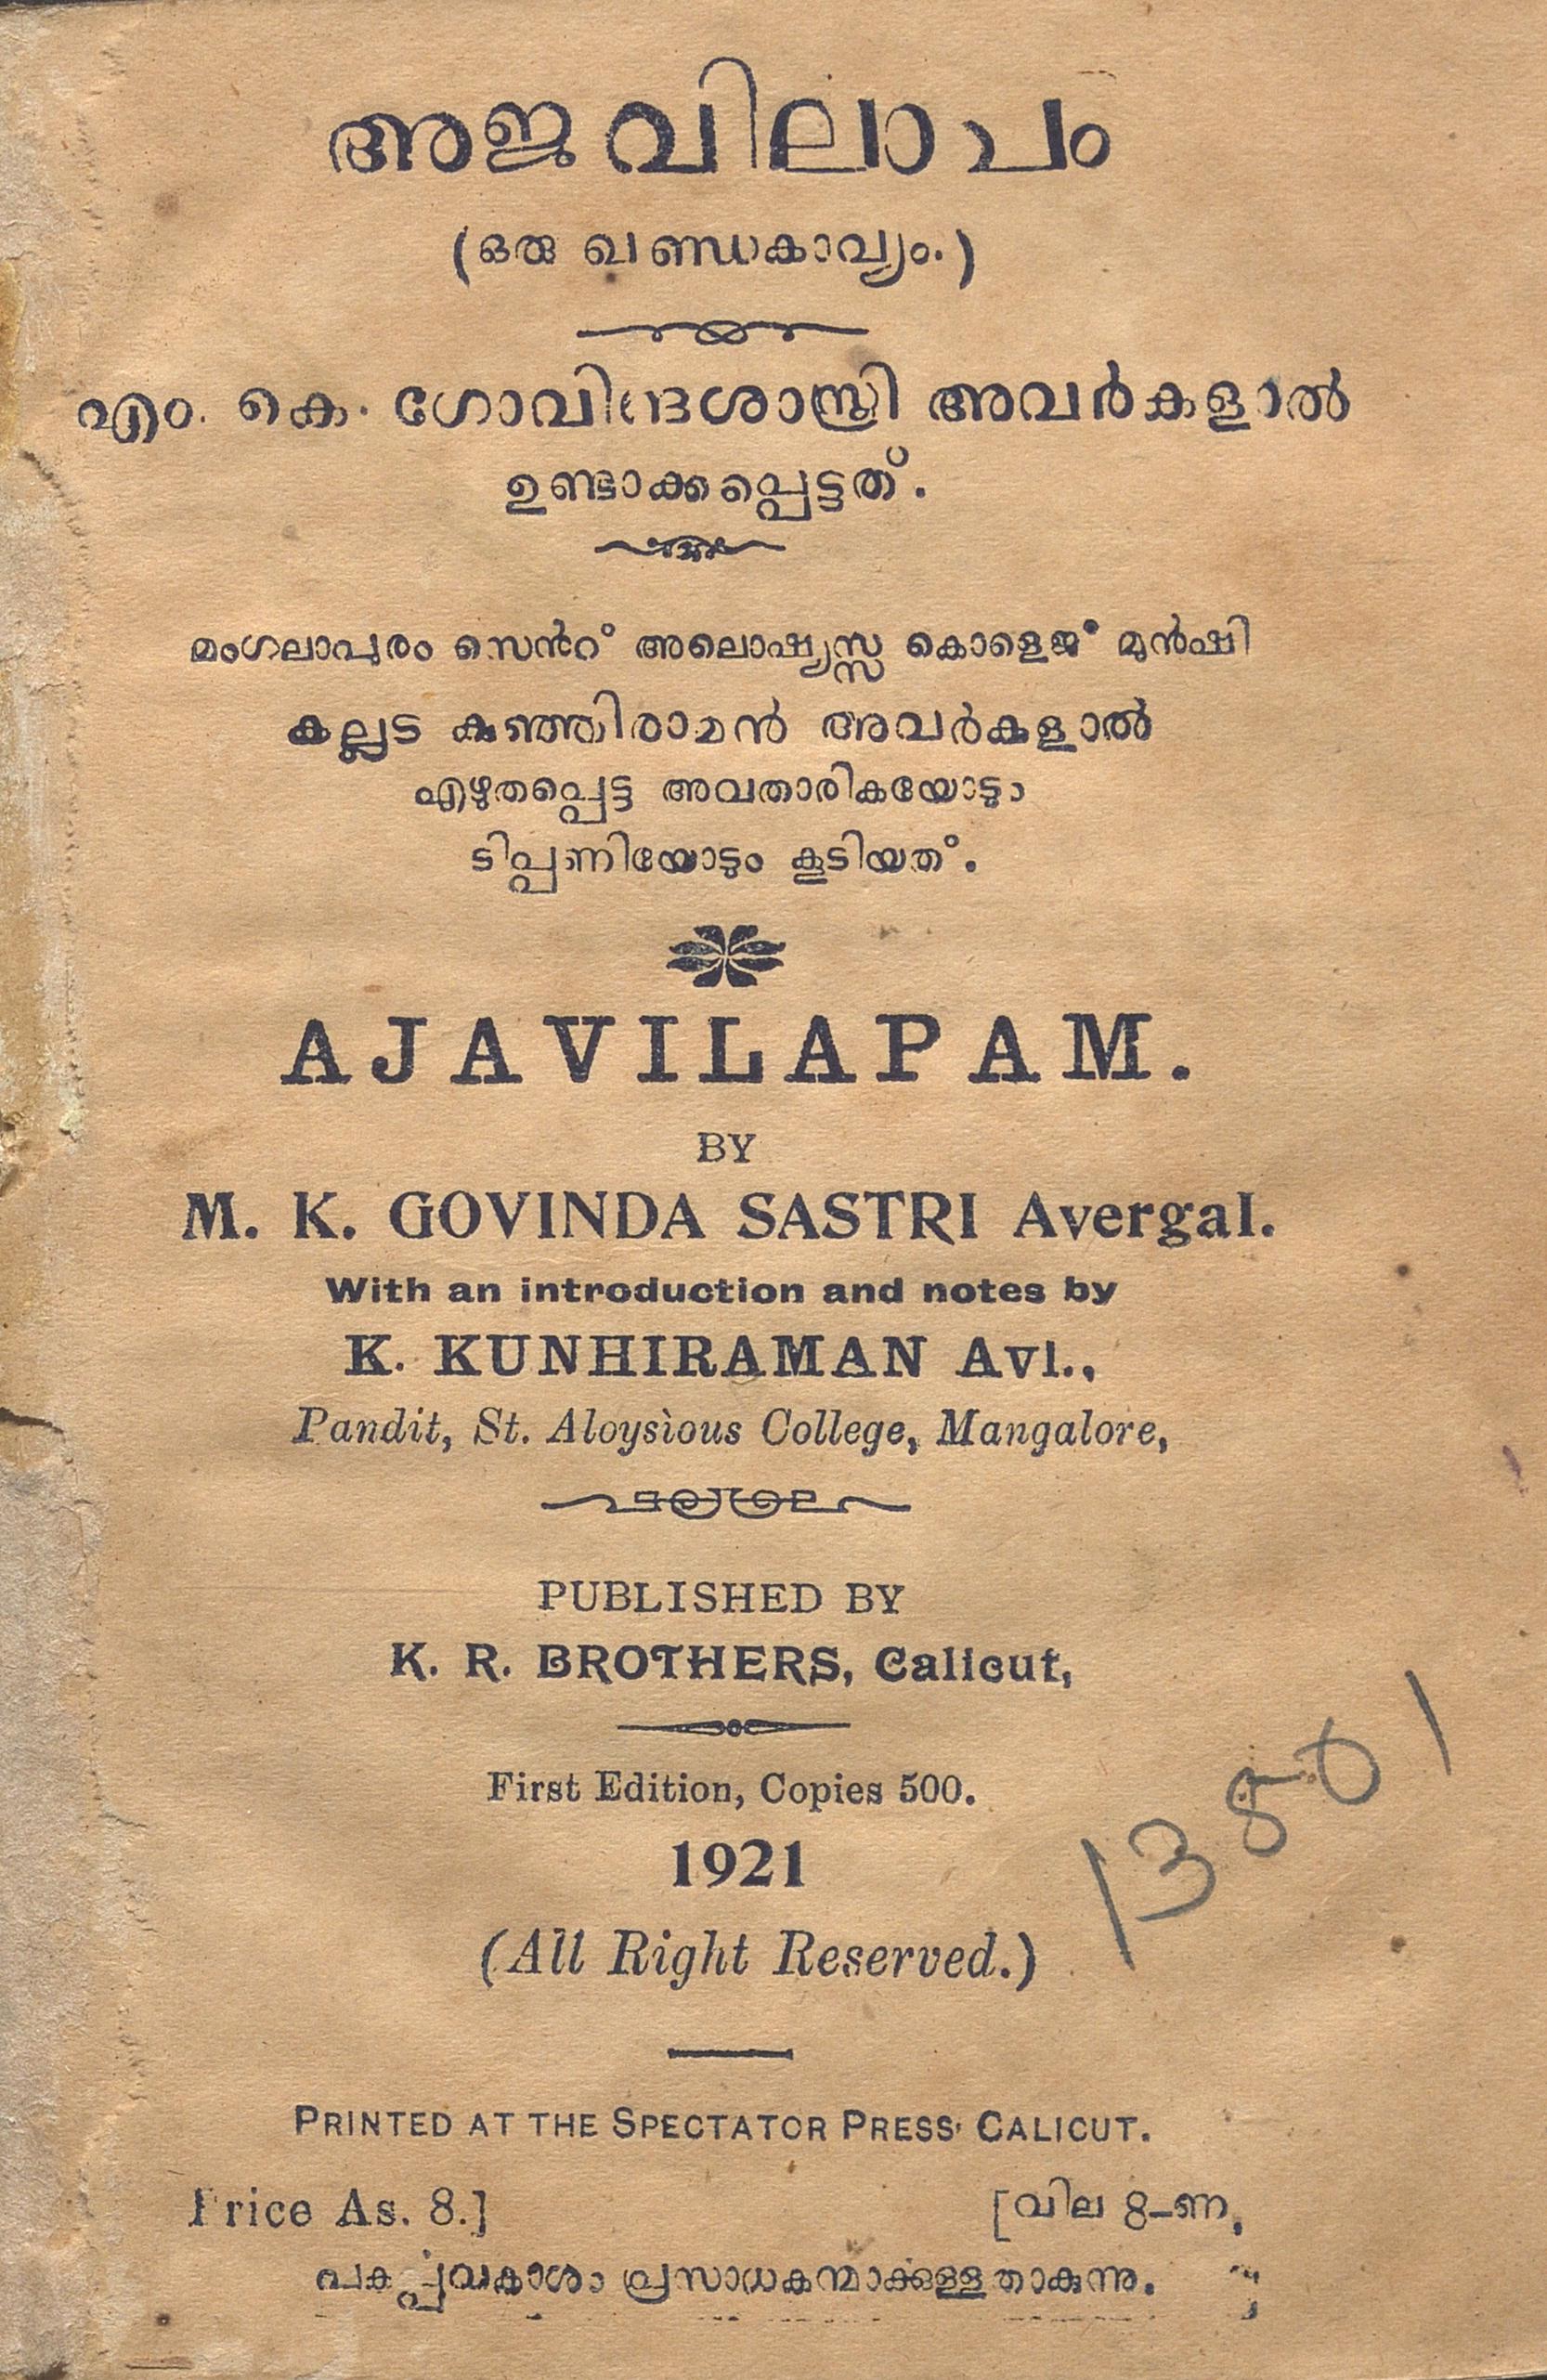 അജവിലാപം
(ഒരു ഖണ്ഡകാവ്യം.)
എം. കെ. ഗോവിന്ദശാസ്ത്രി അവർകളാൽ
ഉണ്ടാക്കപ്പെട്ടത്.
മംഗലാപുരം സെൻറ് അലൊഷ്യസ്സ കൊളെജ് മുൻഷി
കല്ലട കുഞ്ഞിരാമൻ അവർകളാൽ
എഴുതപ്പെട്ട അവതാരികയോടും
ടിപ്പണിയോടും കൂടിയത്.
AJAVILAPAM.
BY
M. K. GOVINDA SASTRI Avergal.
With an introduction and notes by
K. KUNHIRAMAN Avl.,
Pandit, St. Aloysious College, Mangalore,
PUBLISHED BY
K. R. BROTHERS, Calicut,
First Edition, Copies 500.
1921
(All Right Reserved.)
13801
PRINTED AT THE SPECTATOR PRESS, CALICUT.
Price As. 8.] [വില 8-ണ,
പകർപ്പവകാശം പ്രസാധകന്മാക്കുള്ളതാകുന്നു.